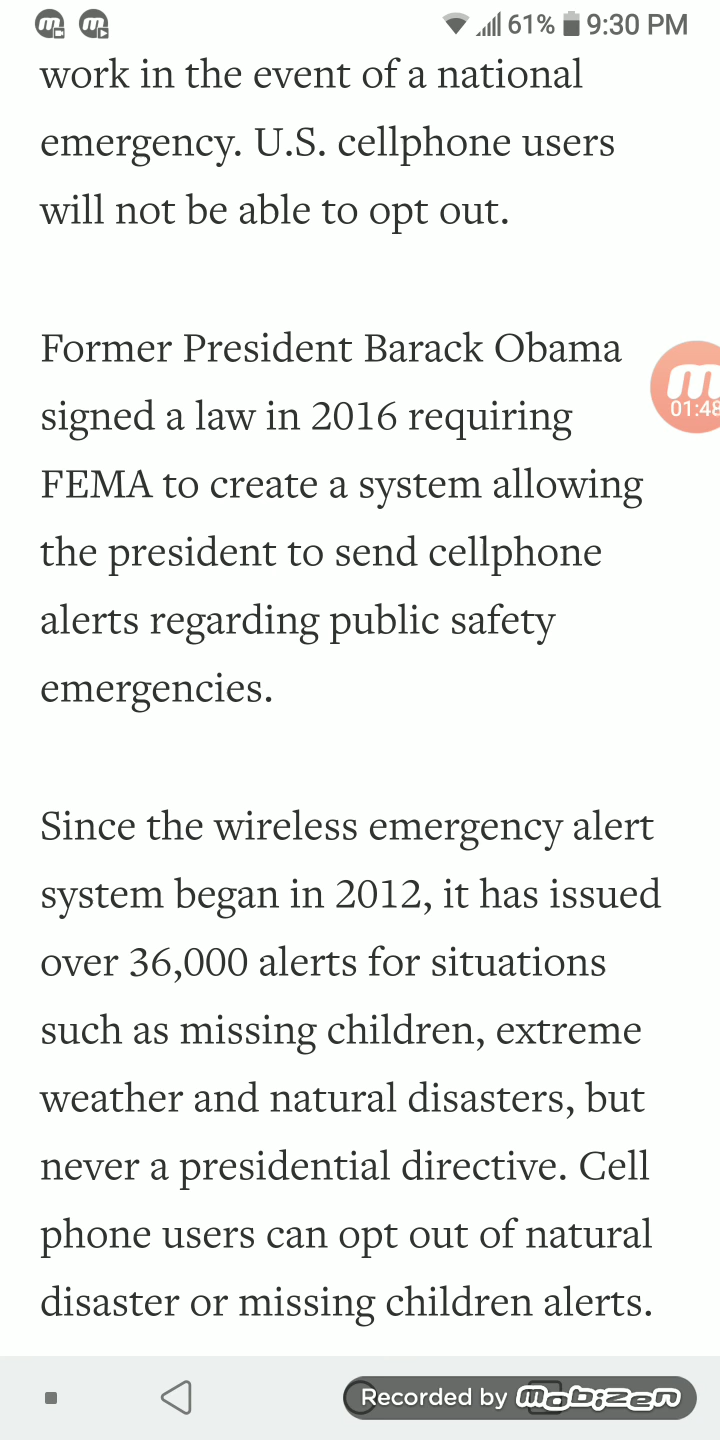 61% 9:30 PM
work in the event of a national
emergency. U.S. cellphone users
will not be able to opt out.
Former President Barack Obama
m
01:48
signed a law in 2016 requiring
FEMA to create a system allowing
the president to send cellphone
alerts regarding public safety
emergencies.
Since the wireless emergency alert
system began in 2012, it has issued
over 36,000 alerts for situations
such as missing children, extreme
weather and natural disasters, but
never a presidential directive. Cell
phone users can opt out of natural
disaster or missing children alerts.
Recorded by mobizen